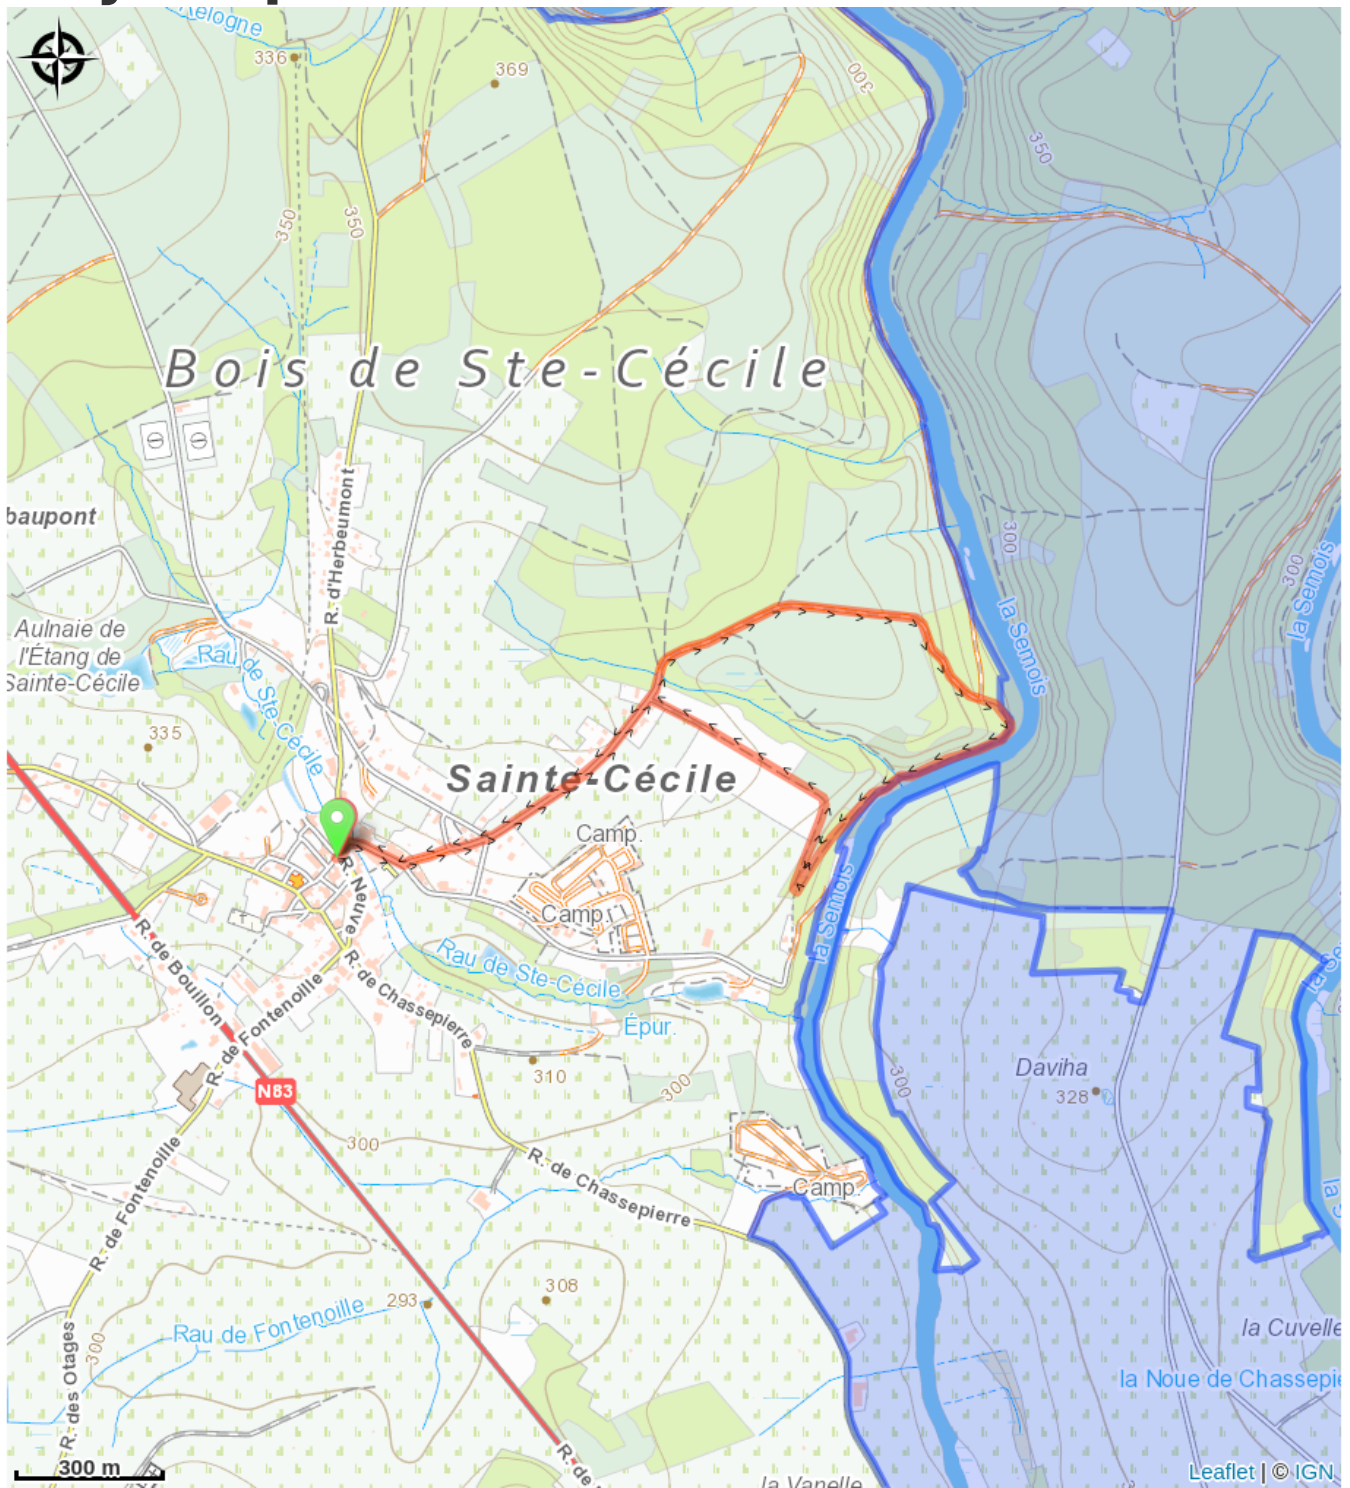 Rélogne
336
369
300
350
350
350
Bois de Ste-Cécile
R. d'Herbeumont
baupont
300
300
la Semois
la Semois
Aulnaie de
l'Étang de
Sainte-Cécile
Rau de Ste-Cécile
335
Sainte-Cécile
Camp.
R. Neuve
Camp.
la Semois
R. de Bouillon
Rau de Ste-Cécile
R. de Chassepierre
R. de Fontenoille
Épur.
N83
310
300
300
Daviha
328
300
R. de Fontenoille
R. de Chassepierre
Camp.
308
293
Rau de Fontenoille
300
R. des Otages
la Cuvelle
la Noue de Chassepie
R. de
la Vanelle
300 m
Leaflet | © IGN